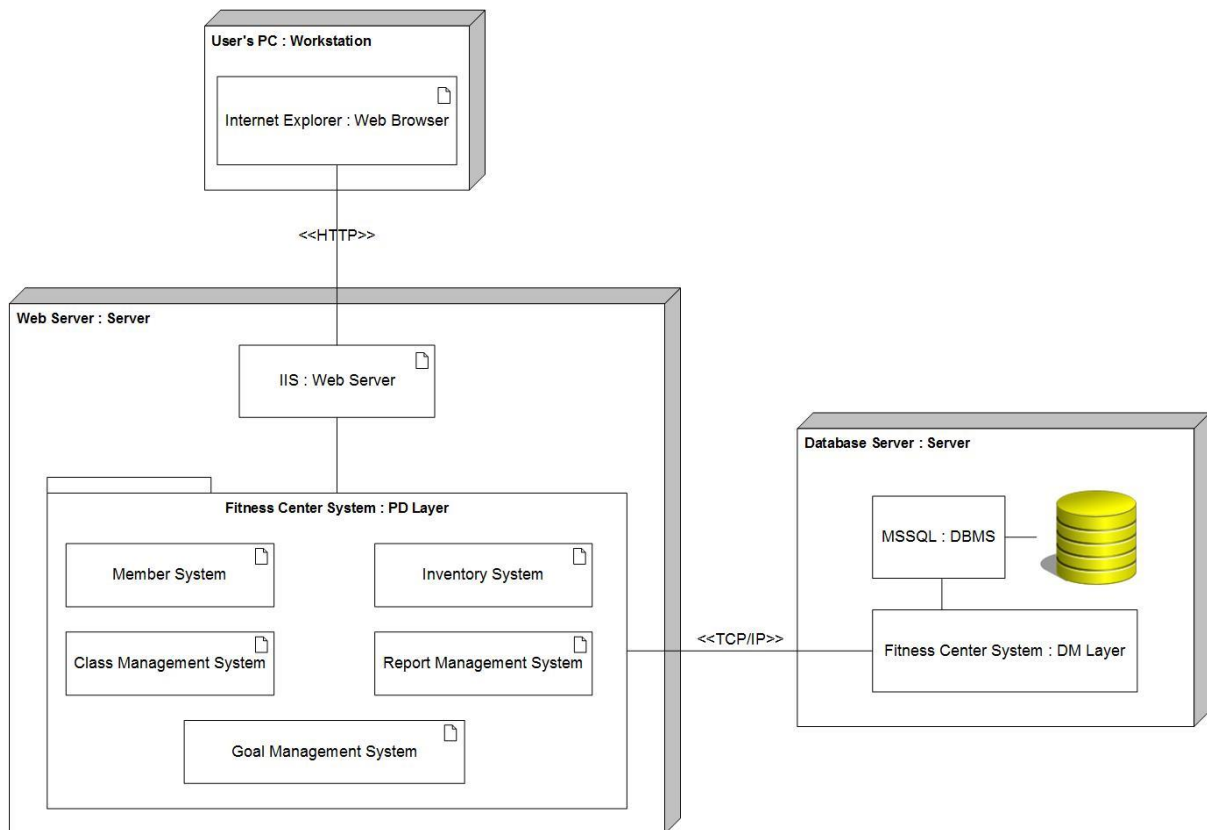 User's PC : Workstation
Internet Explorer : Web Browser
<<HTTP>>
Web Server : Server
IIS : Web Server
Fitness Center System : PD Layer
Member System
Inventory System
Class Management System
Report Management System
Goal Management System
<<TCP/IP>>
Database Server : Server
MSSQL : DBMS
Fitness Center System : DM Layer